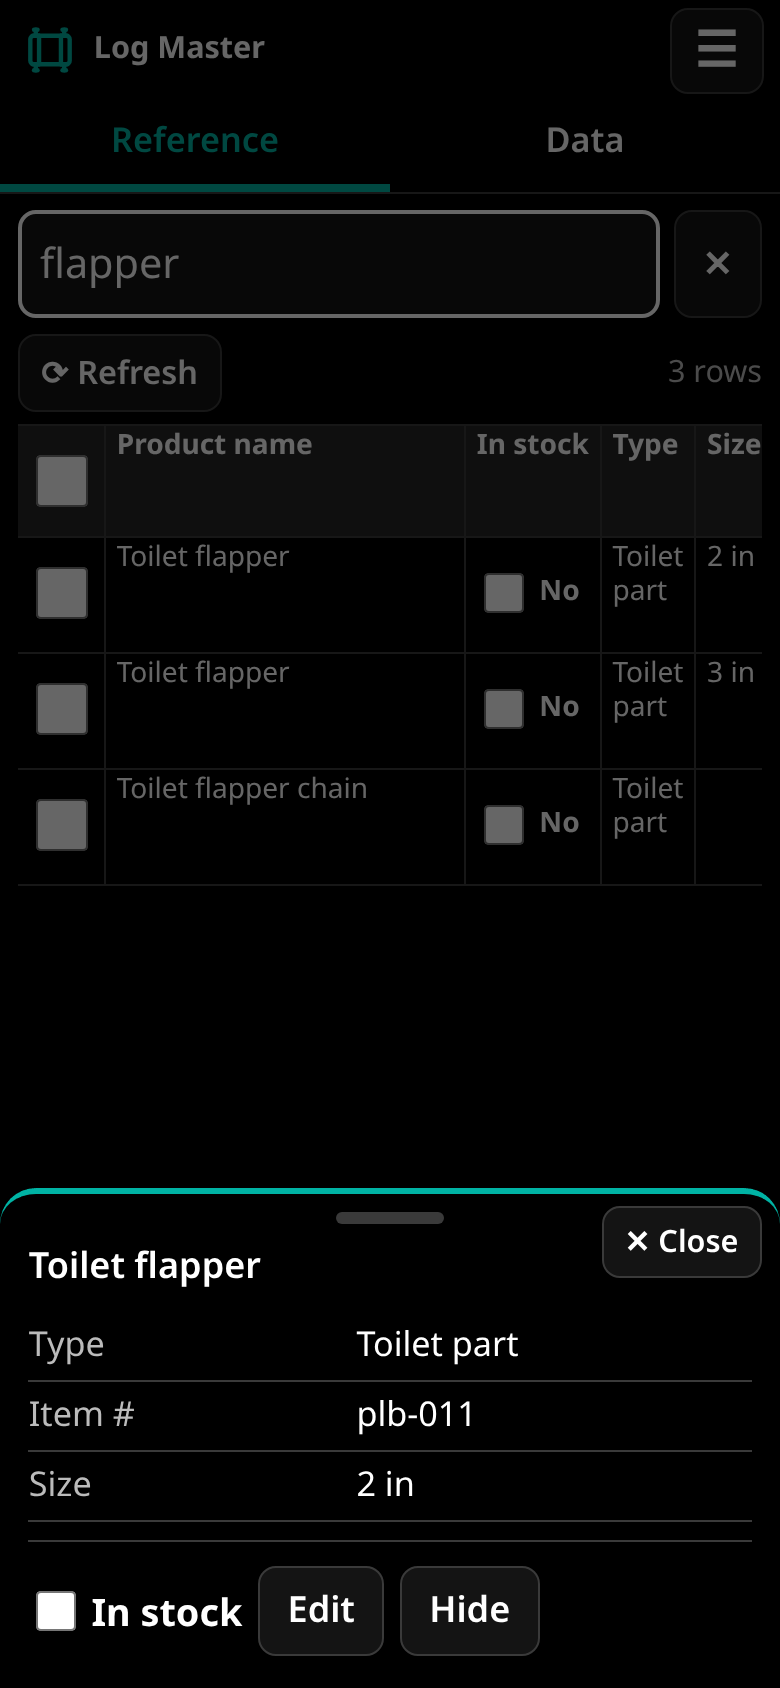 Log Master
☰
Reference
Data
flapper
✕
⟳ Refresh
3 rows
Product name
In stock
Type
Size
Toilet flapper
No
Toilet part
2 in
Toilet flapper
No
Toilet part
3 in
Toilet flapper chain
No
Toilet part
Toilet flapper
✕ Close
Type
Toilet part
Item #
plb-011
Size
2 in
In stock
Edit
Hide